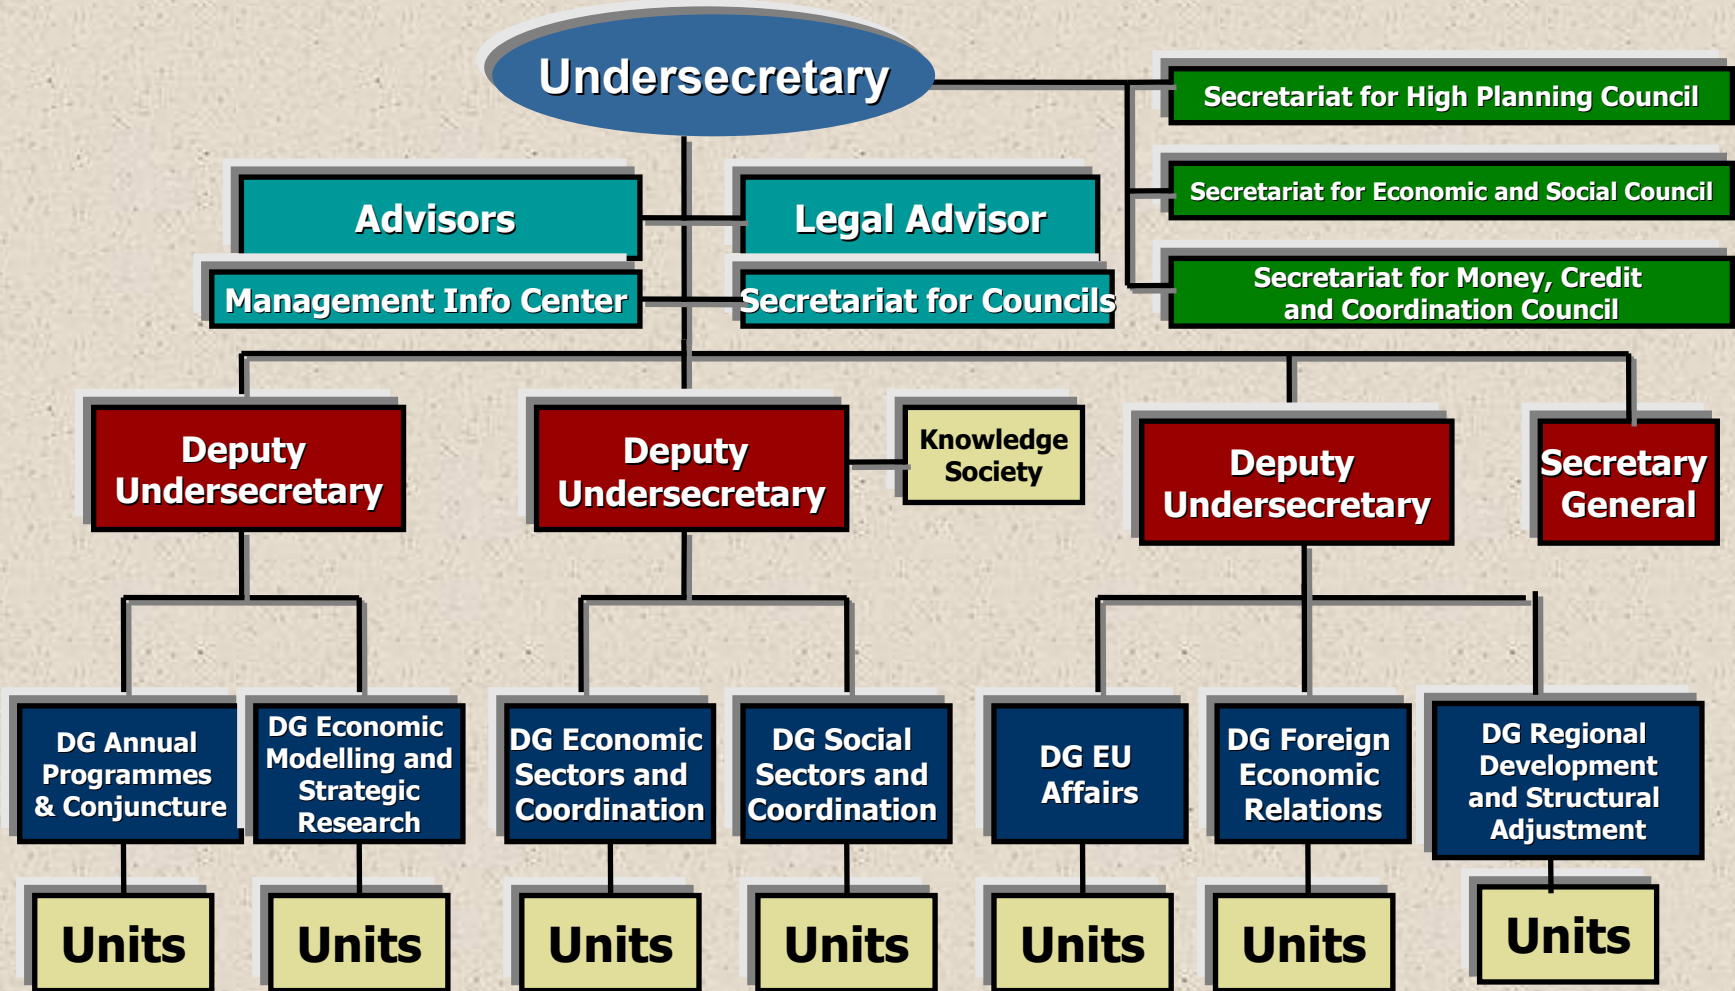 Undersecretary
Secretariat for High Planning Council
Secretariat for Economic and Social Council
Secretariat for Money, Credit
and Coordination Council
Advisors
Legal Advisor
Management Info Center
Secretariat for Councils
Deputy
Undersecretary
Deputy
Undersecretary
Knowledge
Society
Deputy
Undersecretary
Secretary
General
DG Annual
Programmes
& Conjuncture
DG Economic
Modelling and
Strategic
Research
DG Economic
Sectors and
Coordination
DG Social
Sectors and
Coordination
DG EU
Affairs
DG Foreign
Economic
Relations
DG Regional
Development
and Structural
Adjustment
Units
Units
Units
Units
Units
Units
Units